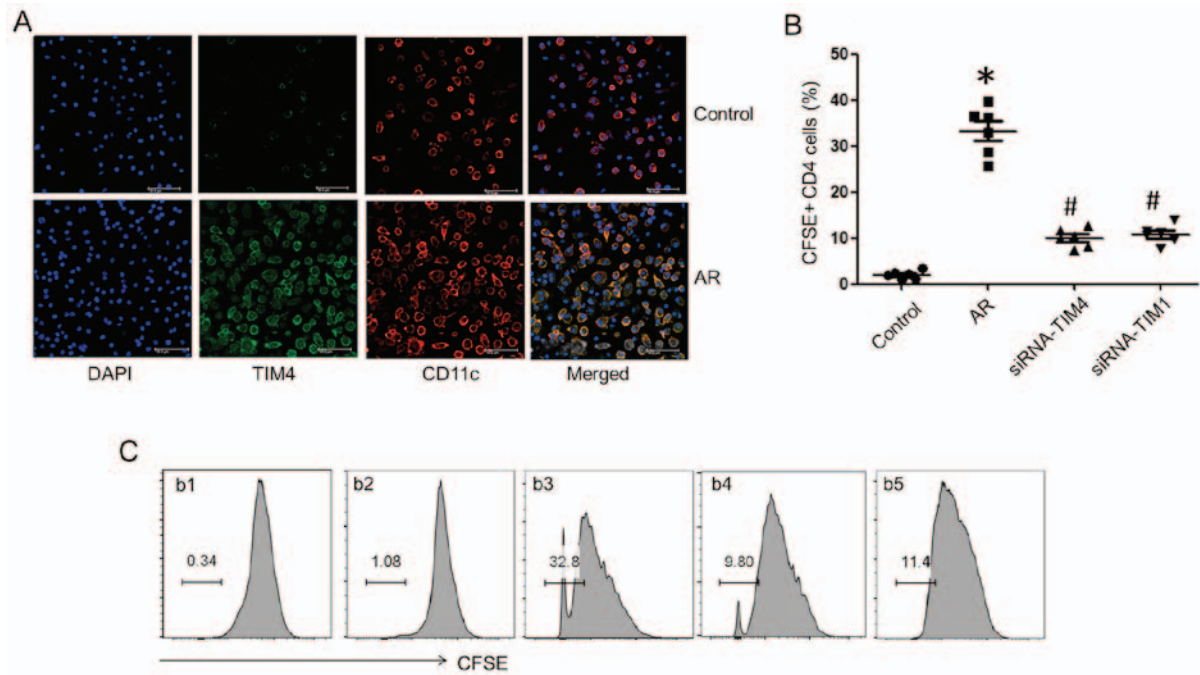 A
Control
AR
DAPI
TIM4
CD11c
Merged
B
CFSE+ CD4 cells (%)
50
40
30
20
10
0
*
#
#
Control
AR
siRNA-TIM4
siRNA-TIM1
C
b1
b2
b3
b4
b5
0.34
1.08
32.8
9.80
11.4
CFSE